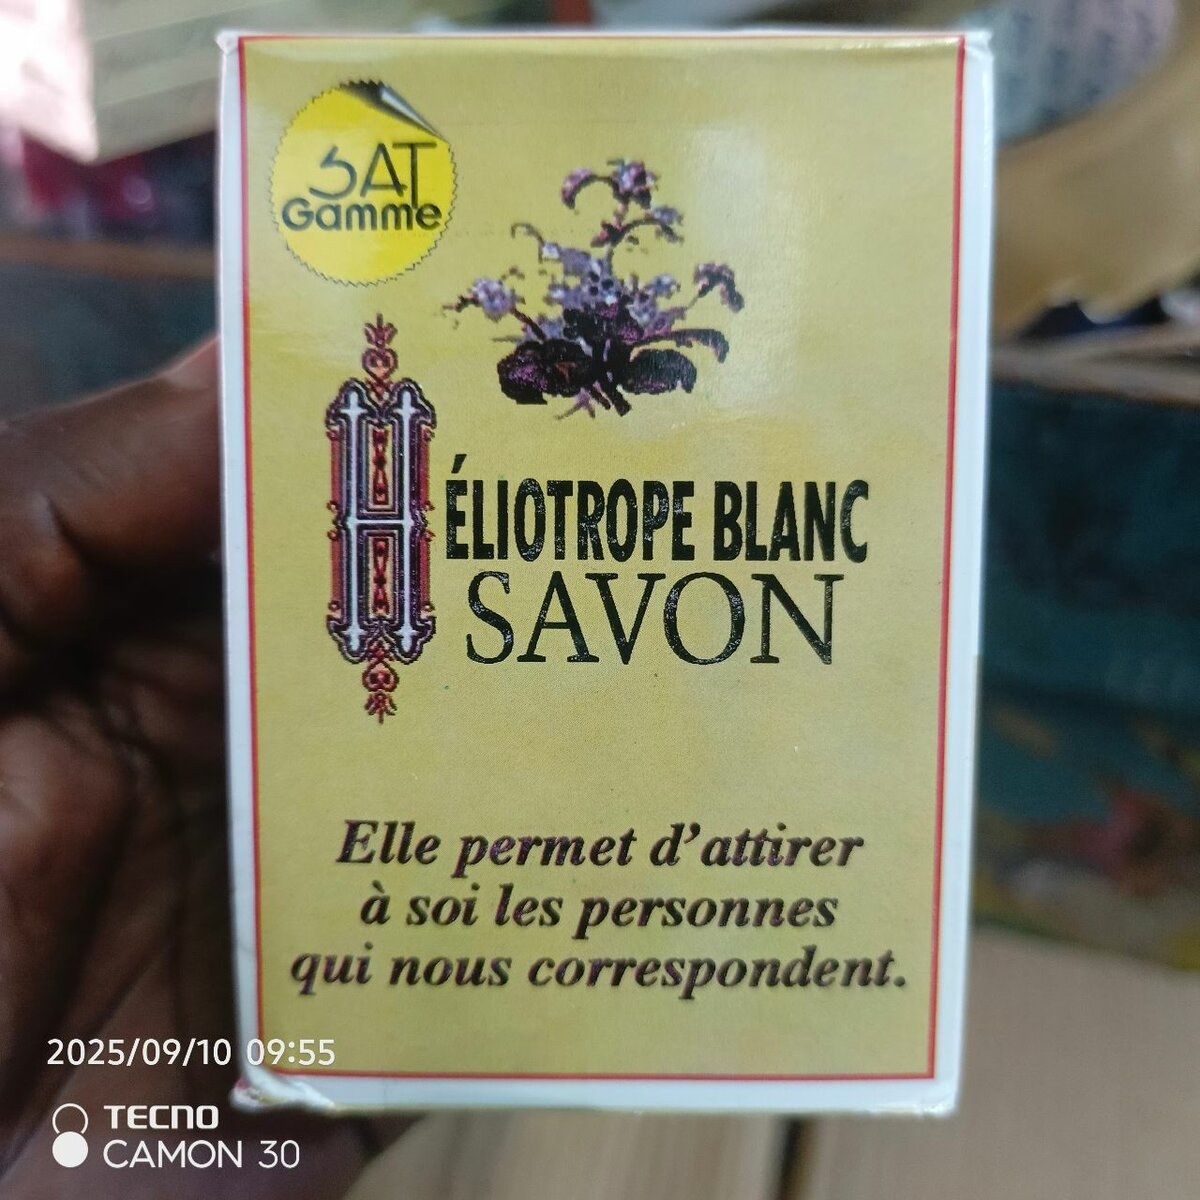 SAT
Gamme
HÉLIOTROPE BLANC
SAVON
Elle permet d'attirer
à soi les personnes
qui nous correspondent.
2025/09/10 09:55
TECNO
CAMON 30